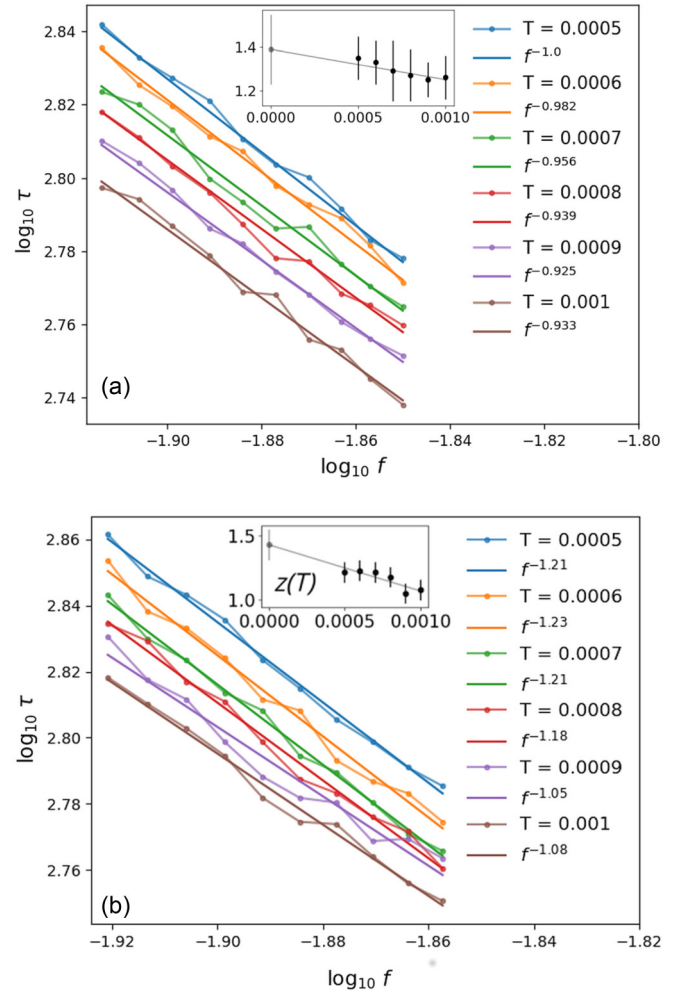 2.84
2.82
2.80
2.78
2.76
2.74
log₁₀ τ
1.4
1.2
0.0000
0.0005
0.0010
T = 0.0005
f⁻¹·⁰
T = 0.0006
f⁻⁰·⁹⁸²
T = 0.0007
f⁻⁰·⁹⁵⁶
T = 0.0008
f⁻⁰·⁹³⁹
T = 0.0009
f⁻⁰·⁹²⁵
T = 0.001
f⁻⁰·⁹³³
(a)
−1.90 −1.88 −1.86 −1.84 −1.82 −1.80
log₁₀ f
2.86
2.84
2.82
2.80
2.78
2.76
log₁₀ τ
1.5
1.0
z(T)
0.0000
0.0005
0.0010
T = 0.0005
f⁻¹·²¹
T = 0.0006
f⁻¹·²³
T = 0.0007
f⁻¹·²¹
T = 0.0008
f⁻¹·¹⁸
T = 0.0009
f⁻¹·⁰⁵
T = 0.001
f⁻¹·⁰⁸
(b)
−1.92 −1.90 −1.88 −1.86 −1.84 −1.82
log₁₀ f